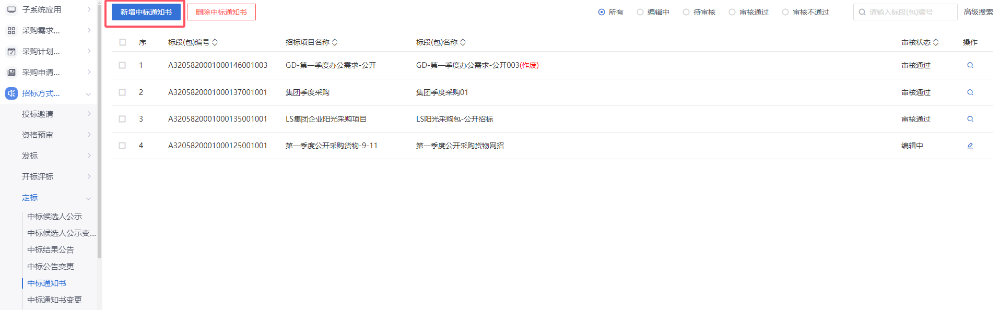 子系统应用
采购需求...
采购计划...
采购申请...
招标方式...
投标邀请
资格预审
发标
开标评标
定标
中标候选人公示
中标候选人公示变...
中标结果公告
中标公告变更
中标通知书
中标通知书变更
新增中标通知书 删除中标通知书 所有 编辑中 待审核 审核通过 审核不通过 请输入标段(包)编号 高级搜索
序 标段(包)编号 招标项目名称 标段(包)名称 审核状态 操作
1 A3205820001000146001003 GD-第一季度办公需求-公开 GD-第一季度办公需求-公开003(作废) 审核通过
2 A3205820001000137001001 集团季度采购 集团季度采购01 审核通过
3 A3205820001000135001001 LS集团企业阳光采购项目 LS阳光采购包-公开招标 审核通过
4 A3205820001000125001001 第一季度公开采购货物-9-11 第一季度公开采购货物网招 编辑中